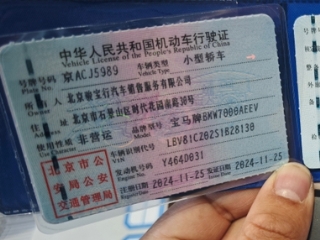 中华人民共和国机动车行驶证
Vehicle License of the People's Republic of China
号牌号码 京ACJ5989 车辆类型 小型轿车
Plate No. Vehicle Type
所有人 北京敏宝行汽车销售服务有限公司
Owner
住址 北京市石景山区时代花园南路30号
Address
使用性质 非营运 品牌型号 宝马牌BMW7000AEEV
Use Character Model
北京市公
安局公安
交通管理局
车辆识别代号 LBV81CZ02S1828130
VIN
发动机号码 Y464D031
Engine No.
注册日期 2024-11-25 发证日期 2024-11-25
Register Date Issue Date